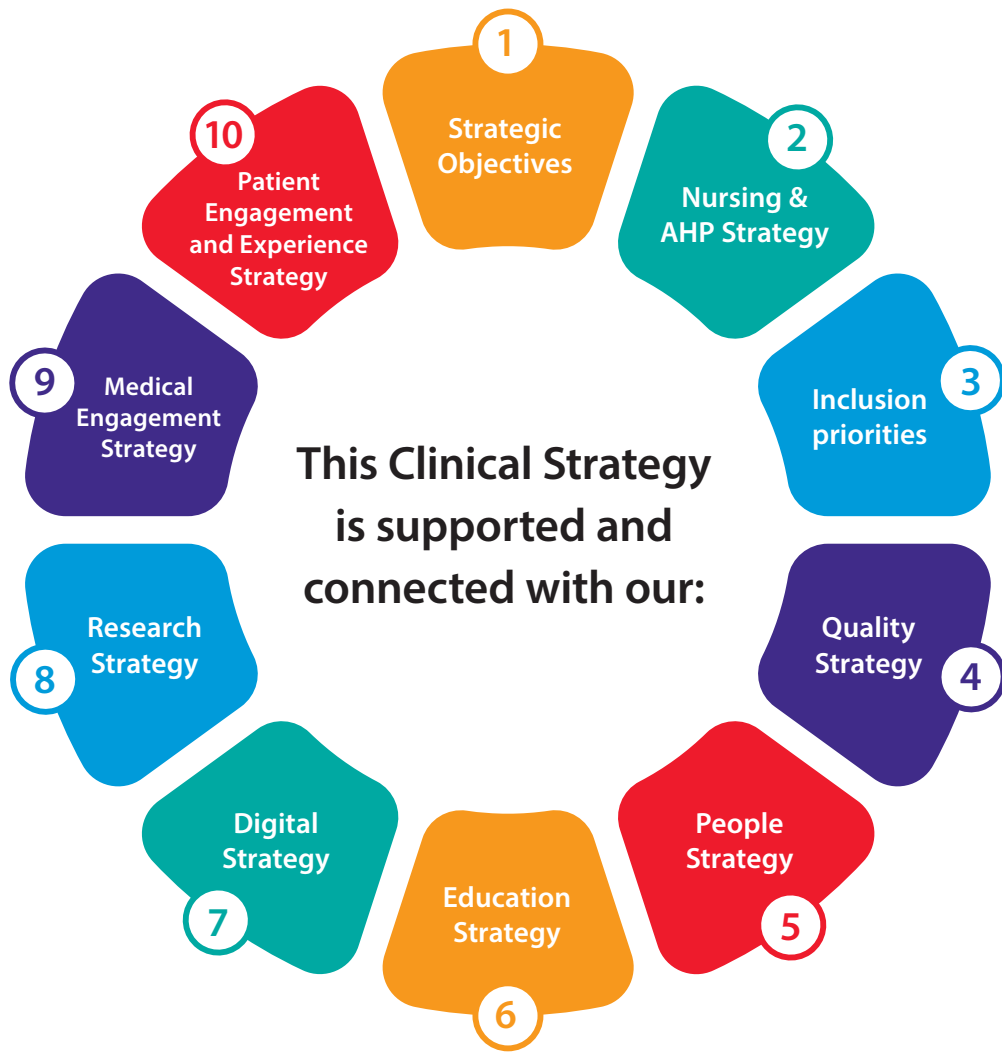 1
Strategic
Objectives
2
Nursing &
AHP Strategy
3
Inclusion
priorities
4
Quality
Strategy
5
People
Strategy
6
Education
Strategy
7
Digital
Strategy
8
Research
Strategy
9
Medical
Engagement
Strategy
10
Patient
Engagement
and Experience
Strategy
This Clinical Strategy
is supported and
connected with our: